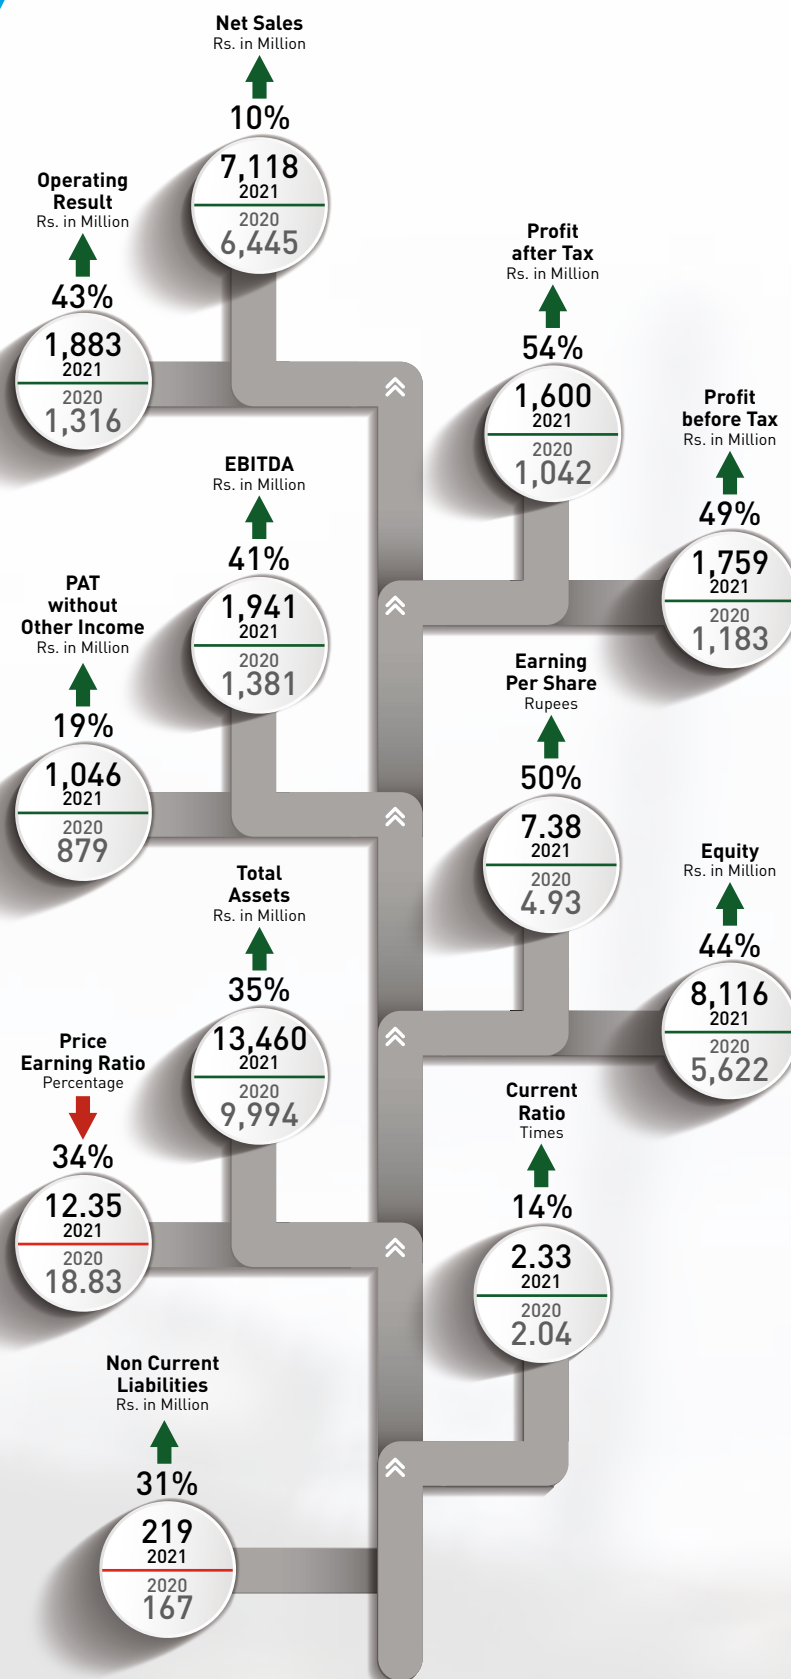 Net Sales
Rs. in Million
10%
7,118
2021
2020
6,445
Operating
Result
Rs. in Million
43%
1,883
2021
2020
1,316
Profit
after Tax
Rs. in Million
54%
1,600
2021
2020
1,042
Profit
before Tax
Rs. in Million
49%
1,759
2021
2020
1,183
EBITDA
Rs. in Million
41%
1,941
2021
2020
1,381
PAT
without
Other Income
Rs. in Million
19%
1,046
2021
2020
879
Earning
Per Share
Rupees
50%
7.38
2021
2020
4.93
Equity
Rs. in Million
44%
8,116
2021
2020
5,622
Total
Assets
Rs. in Million
35%
13,460
2021
2020
9,994
Price
Earning Ratio
Percentage
34%
12.35
2021
2020
18.83
Current
Ratio
Times
14%
2.33
2021
2020
2.04
Non Current
Liabilities
Rs. in Million
31%
219
2021
2020
167